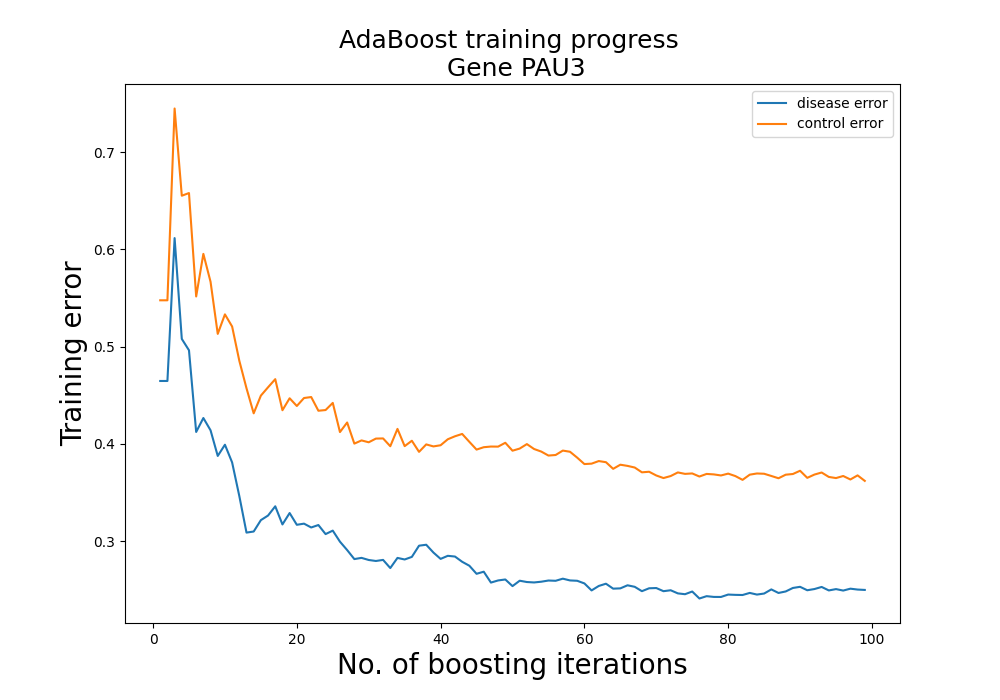 AdaBoost training progress
Gene PAU3
disease error
control error
Training error
0.7
0.6
0.5
0.4
0.3
0
20
40
60
80
100
No. of boosting iterations